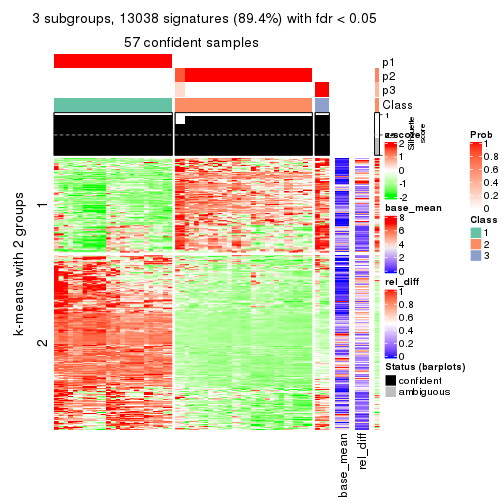 3 subgroups, 13038 signatures (89.4%) with fdr < 0.05
57 confident samples
p1
p2
p3
Class
1
0
Silhouette
score
k-means with 2 groups
1
2
base_mean
rel_diff
z-score
2
1
0
-1
-2
base_mean
8
6
4
2
0
rel_diff
1
0.8
0.6
0.4
0.2
0
Status (barplots)
confident
ambiguous
Prob
1
0.8
0.6
0.4
0.2
0
Class
1
2
3